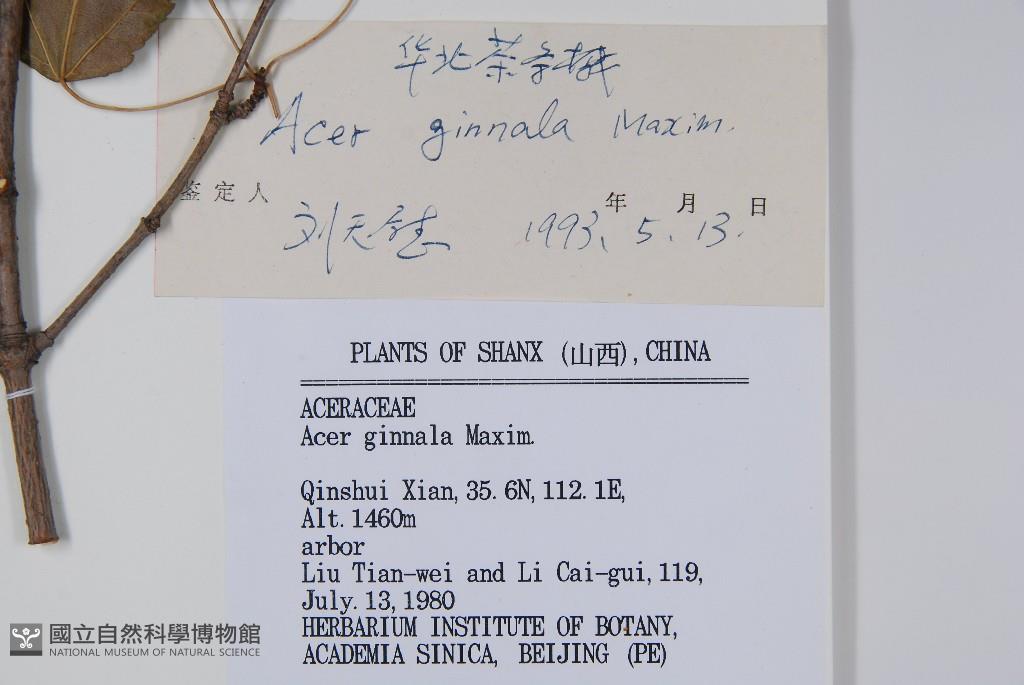 华北茶条槭
Acer ginnala Maxim.
鉴定人
年 月 日
刘天慰 1993. 5. 13.
PLANTS OF SHANX (山西), CHINA
ACERACEAE
Acer ginnala Maxim.
Qinshui Xian, 35. 6N, 112. 1E,
Alt. 1460m
arbor
Liu Tian-wei and Li Cai-gui, 119,
July. 13, 1980
HERBARIUM INSTITUTE OF BOTANY,
ACADEMIA SINICA, BEIJING (PE)
國立自然科學博物館
NATIONAL MUSEUM OF NATURAL SCIENCE